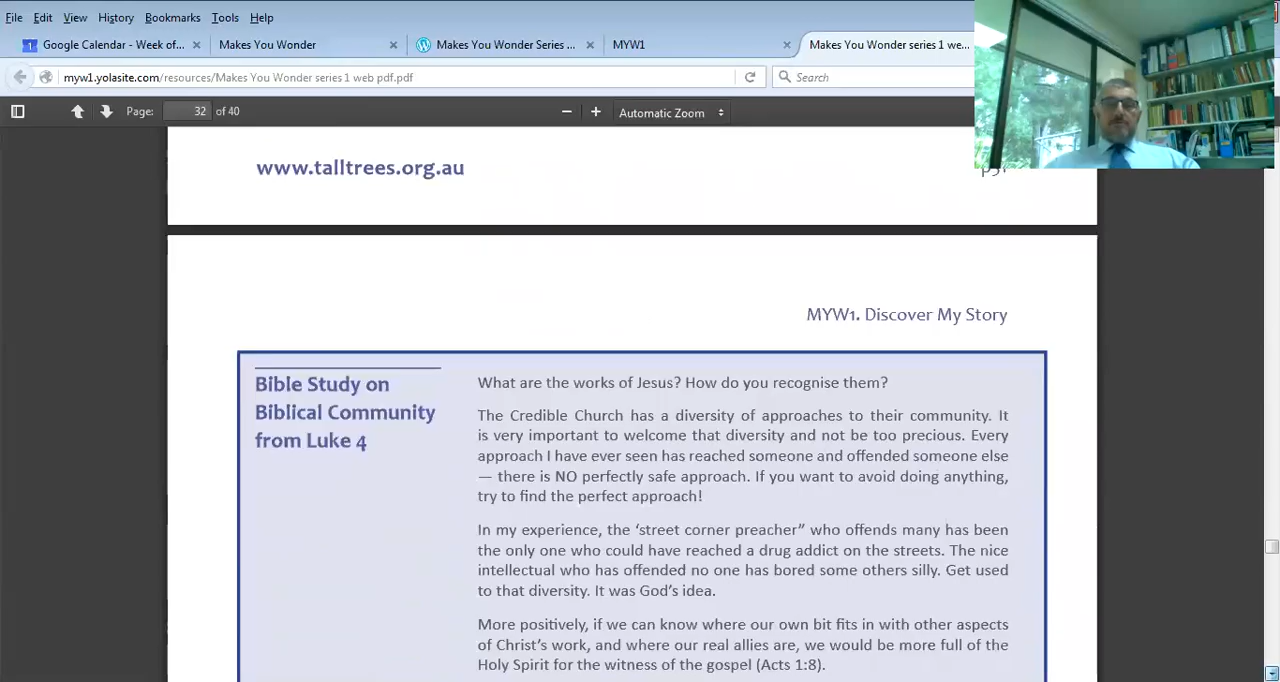 File Edit View History Bookmarks Tools Help
Google Calendar - Week of... × Makes You Wonder × Makes You Wonder Series ... × MYW1 × Makes You Wonder series 1 we...
myw1.yolasite.com/resources/Makes You Wonder series 1 web pdf.pdf Search
Page: 32 of 40 Automatic Zoom
www.talltrees.org.au
MYW1. Discover My Story
Bible Study on
Biblical Community
from Luke 4
What are the works of Jesus? How do you recognise them?
The Credible Church has a diversity of approaches to their community. It
is very important to welcome that diversity and not be too precious. Every
approach I have ever seen has reached someone and offended someone else
— there is NO perfectly safe approach. If you want to avoid doing anything,
try to find the perfect approach!
In my experience, the ‘street corner preacher” who offends many has been
the only one who could have reached a drug addict on the streets. The nice
intellectual who has offended no one has bored some others silly. Get used
to that diversity. It was God’s idea.
More positively, if we can know where our own bit fits in with other aspects
of Christ’s work, and where our real allies are, we would be more full of the
Holy Spirit for the witness of the gospel (Acts 1:8).